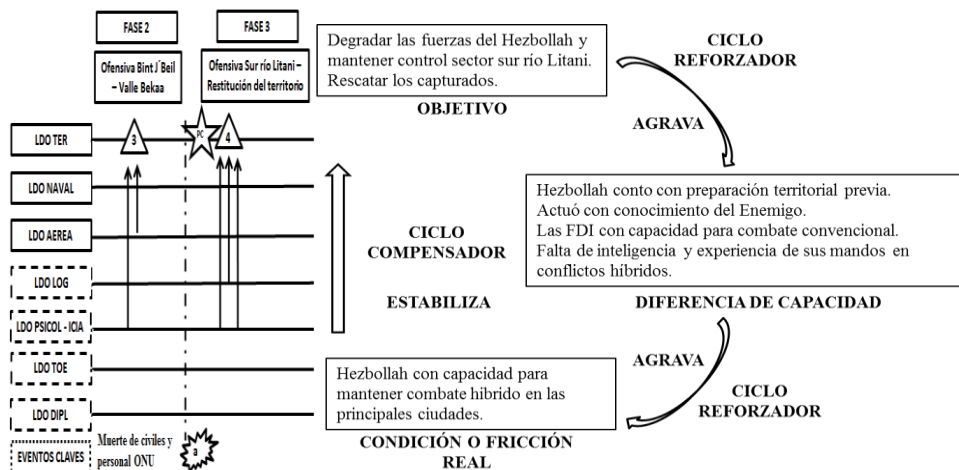 FASE 2
Ofensiva Bint J´Beil
– Valle Bekaa
FASE 3
Ofensiva Sur río Litani –
Restitución del territorio
LDO TER
3
PC
4
LDO NAVAL
LDO AEREA
LDO LOG
LDO PSICOL - ICIA
LDO TOE
LDO DIPL
EVENTOS CLAVES
Muerte de civiles y
personal ONU
a
Degradar las fuerzas del Hezbollah y
mantener control sector sur río Litani.
Rescatar los capturados.
OBJETIVO
CICLO
REFORZADOR
AGRAVA
Hezbollah conto con preparación territorial previa.
Actuó con conocimiento del Enemigo.
Las FDI con capacidad para combate convencional.
Falta de inteligencia y experiencia de sus mandos en
conflictos híbridos.
DIFERENCIA DE CAPACIDAD
CICLO
COMPENSADOR
ESTABILIZA
AGRAVA
CICLO
REFORZADOR
Hezbollah con capacidad para
mantener combate hibrido en las
principales ciudades.
CONDICIÓN O FRICCIÓN
REAL